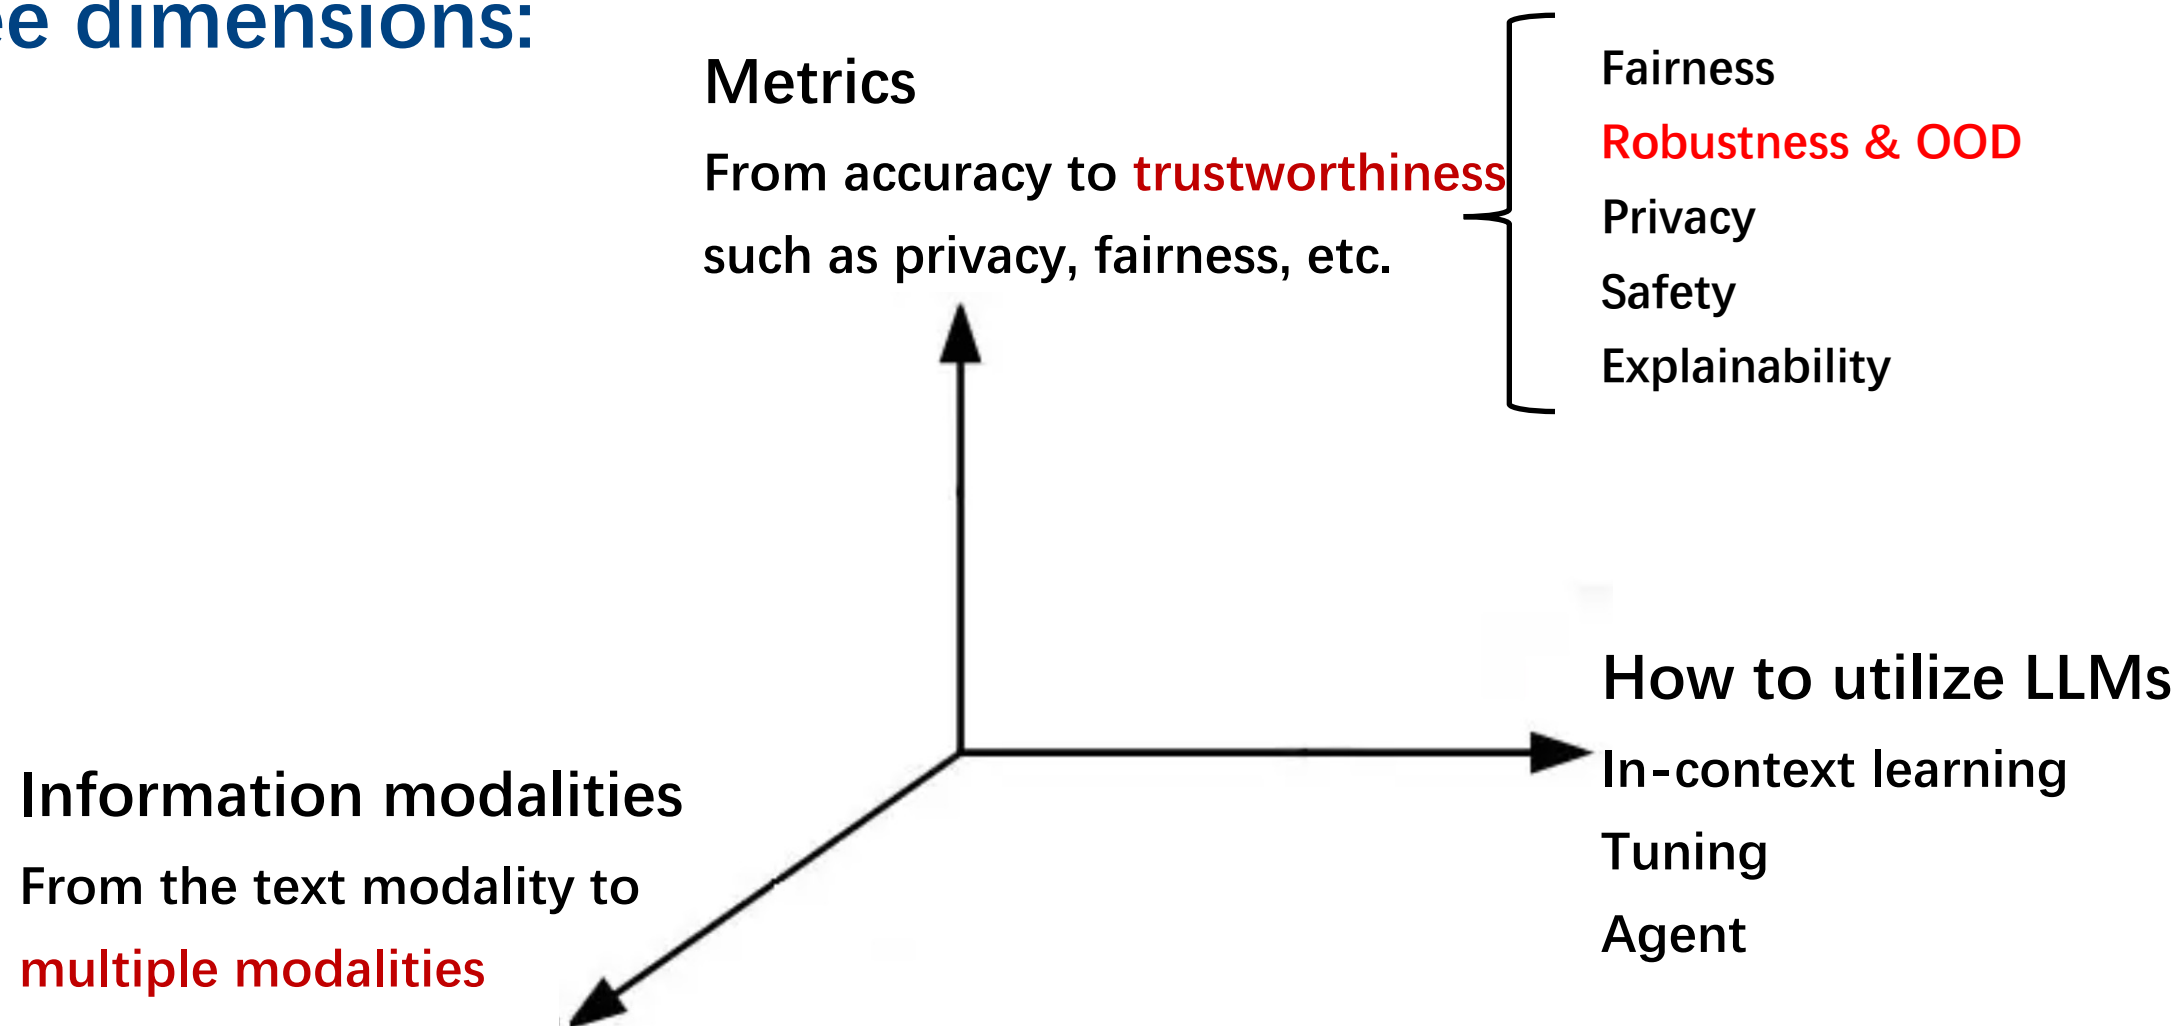 dimensions:
Metrics
From accuracy to trustworthiness
such as privacy, fairness, etc.
Fairness
Robustness & OOD
Privacy
Safety
Explainability
How to utilize LLMs
In-context learning
Tuning
Agent
Information modalities
From the text modality to
multiple modalities